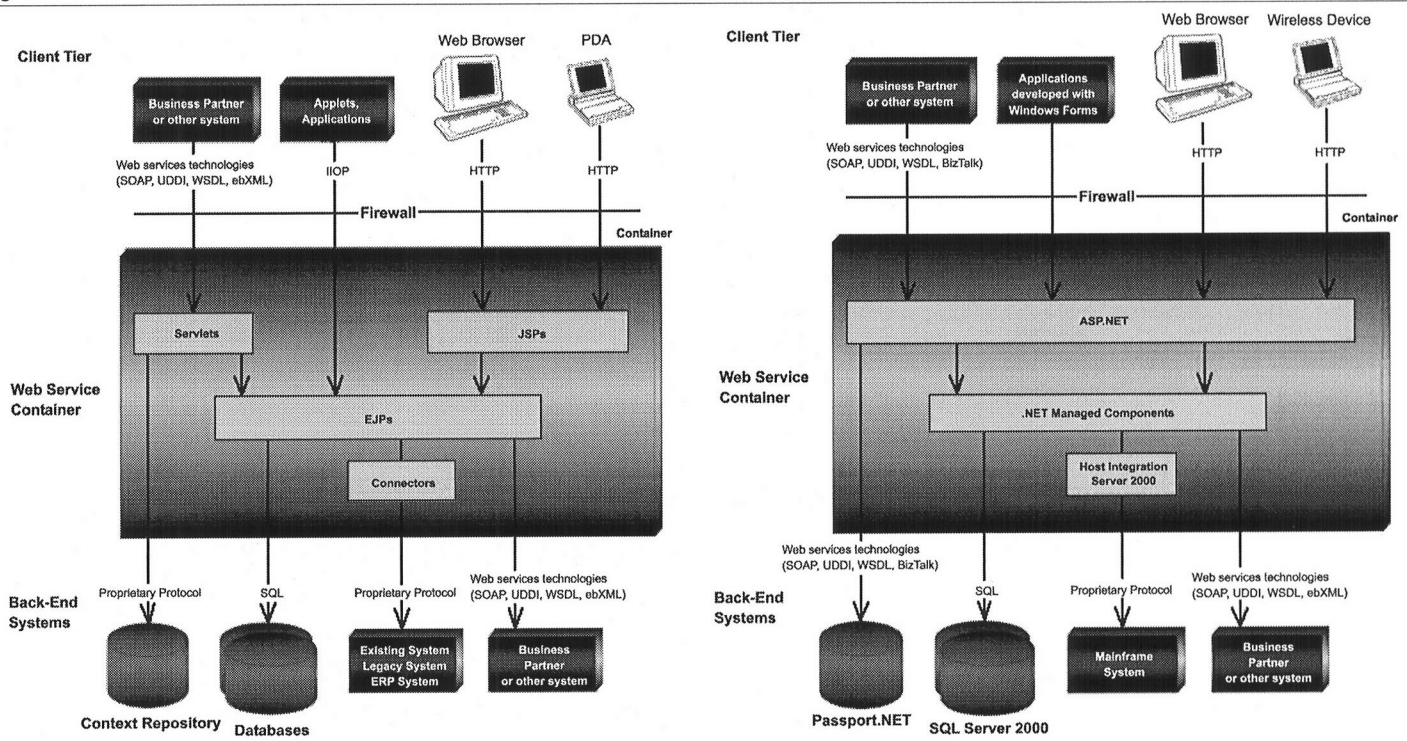 Client Tier
Web Browser
PDA
Business Partner
or other system
Applets,
Applications
Web services technologies
(SOAP, UDDI, WSDL, ebXML)
IIOP
HTTP
HTTP
Firewall
Container
Servlets
JSPs
Web Service
Container
EJPs
Connectors
Back-End
Systems
Proprietary Protocol
SQL
Proprietary Protocol
Web services technologies
(SOAP, UDDI, WSDL, ebXML)
Existing System
Legacy System
ERP System
Business
Partner
or other system
Context Repository
Databases
Client Tier
Web Browser
Wireless Device
Business Partner
or other system
Applications
developed with
Windows Forms
Web services technologies
(SOAP, UDDI, WSDL, BizTalk)
HTTP
HTTP
Firewall
Container
ASP.NET
Web Service
Container
.NET Managed Components
Host Integration
Server 2000
Web services technologies
(SOAP, UDDI, WSDL, BizTalk)
Back-End
Systems
SQL
Proprietary Protocol
Web services technologies
(SOAP, UDDI, WSDL, ebXML)
Mainframe
System
Business
Partner
or other system
Passport.NET
SQL Server 2000